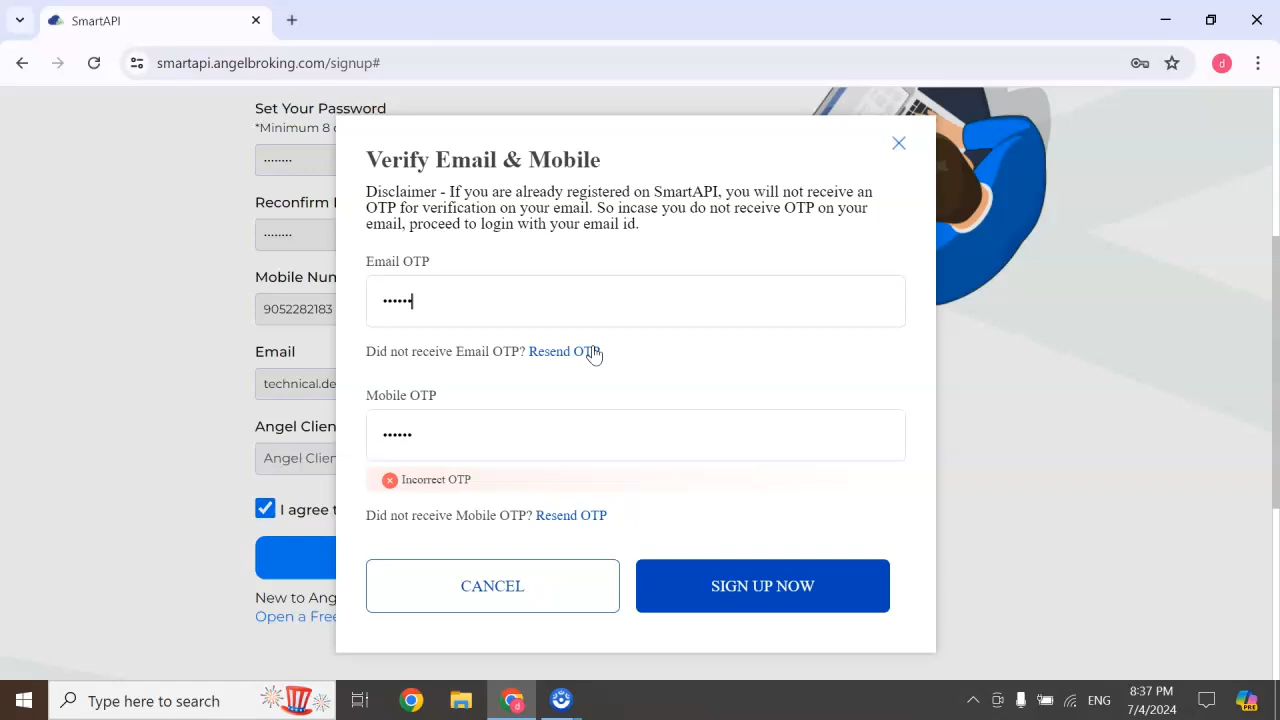 SmartAPI
smartapi.angelbroking.com/signup#
d
Set Your Password
*Minimum 8
Reconfirm
Mobile Num
9052282183
Email
technical.de
Angel Clien
Angel Clien
I agree
New to Ang
Open a Free
Verify Email & Mobile
Disclaimer - If you are already registered on SmartAPI, you will not receive an
OTP for verification on your email. So incase you do not receive OTP on your
email, proceed to login with your email id.
Email OTP
••••••
Did not receive Email OTP? Resend OTP
Mobile OTP
••••••
Incorrect OTP
Did not receive Mobile OTP? Resend OTP
CANCEL
SIGN UP NOW
Type here to search
ENG
8:37 PM
7/4/2024
PRE